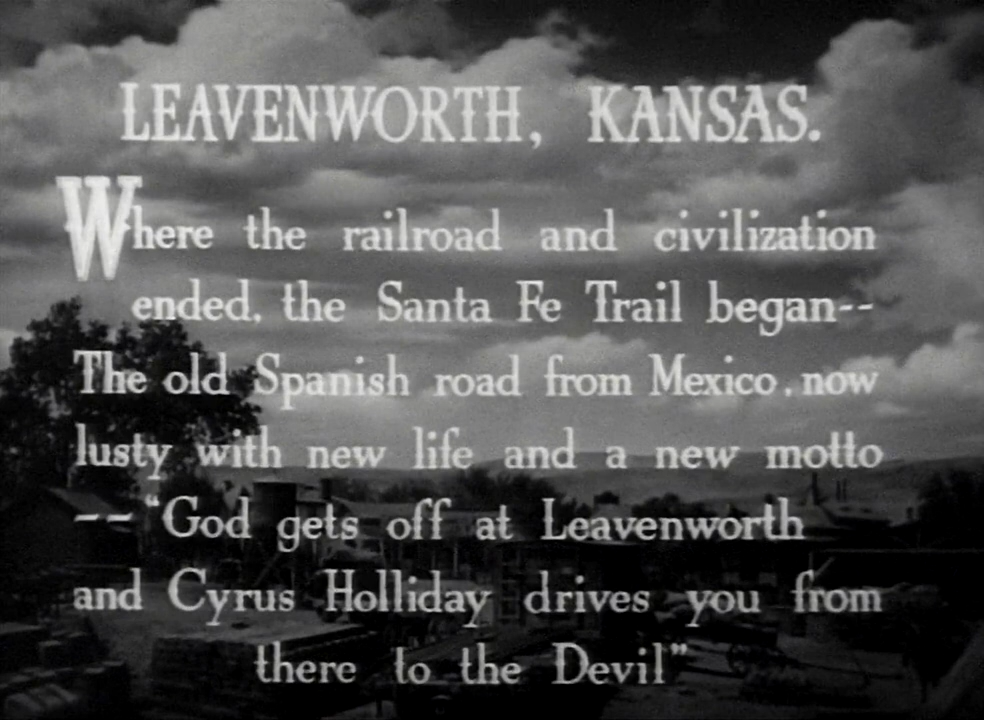 LEAVENWORTH, KANSAS.
Where the railroad and civilization
ended, the Santa Fe Trail began--
The old Spanish road from Mexico, now
lusty with new life and a new motto
--“God gets off at Leavenworth
and Cyrus Holliday drives you from
there to the Devil”